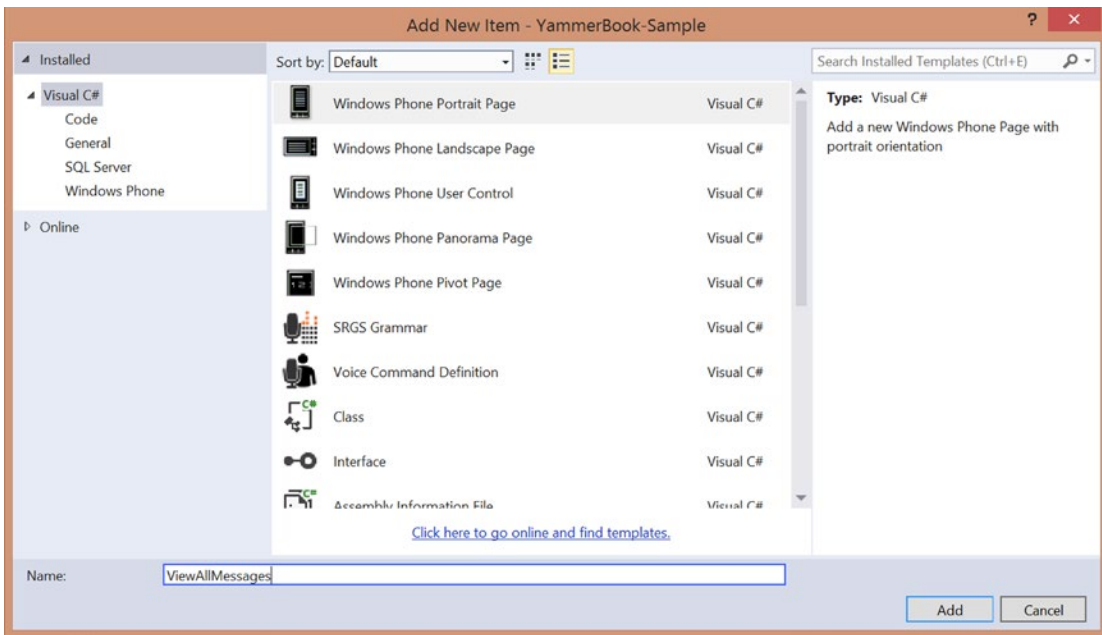 Add New Item - YammerBook-Sample
?
Installed
Sort by: Default
Search Installed Templates (Ctrl+E)
Visual C#
Code
General
SQL Server
Windows Phone
Online
Windows Phone Portrait Page Visual C#
Windows Phone Landscape Page Visual C#
Windows Phone User Control Visual C#
Windows Phone Panorama Page Visual C#
Windows Phone Pivot Page Visual C#
SRGS Grammar Visual C#
Voice Command Definition Visual C#
C# Class Visual C#
Interface Visual C#
Assembly Information File Visual C#
Click here to go online and find templates.
Type: Visual C#
Add a new Windows Phone Page with
portrait orientation
Name: ViewAllMessages
Add Cancel